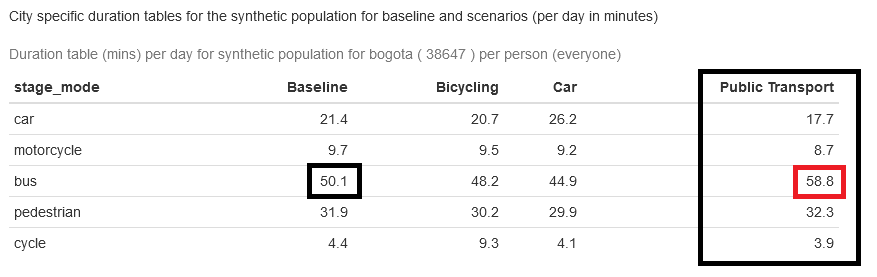 City specific duration tables for the synthetic population for baseline and scenarios (per day in minutes)
Duration table (mins) per day for synthetic population for bogota ( 38647 ) per person (everyone)
stage_mode Baseline Bicycling Car Public Transport
car 21.4 20.7 26.2 17.7
motorcycle 9.7 9.5 9.2 8.7
bus 50.1 48.2 44.9 58.8
pedestrian 31.9 30.2 29.9 32.3
cycle 4.4 9.3 4.1 3.9